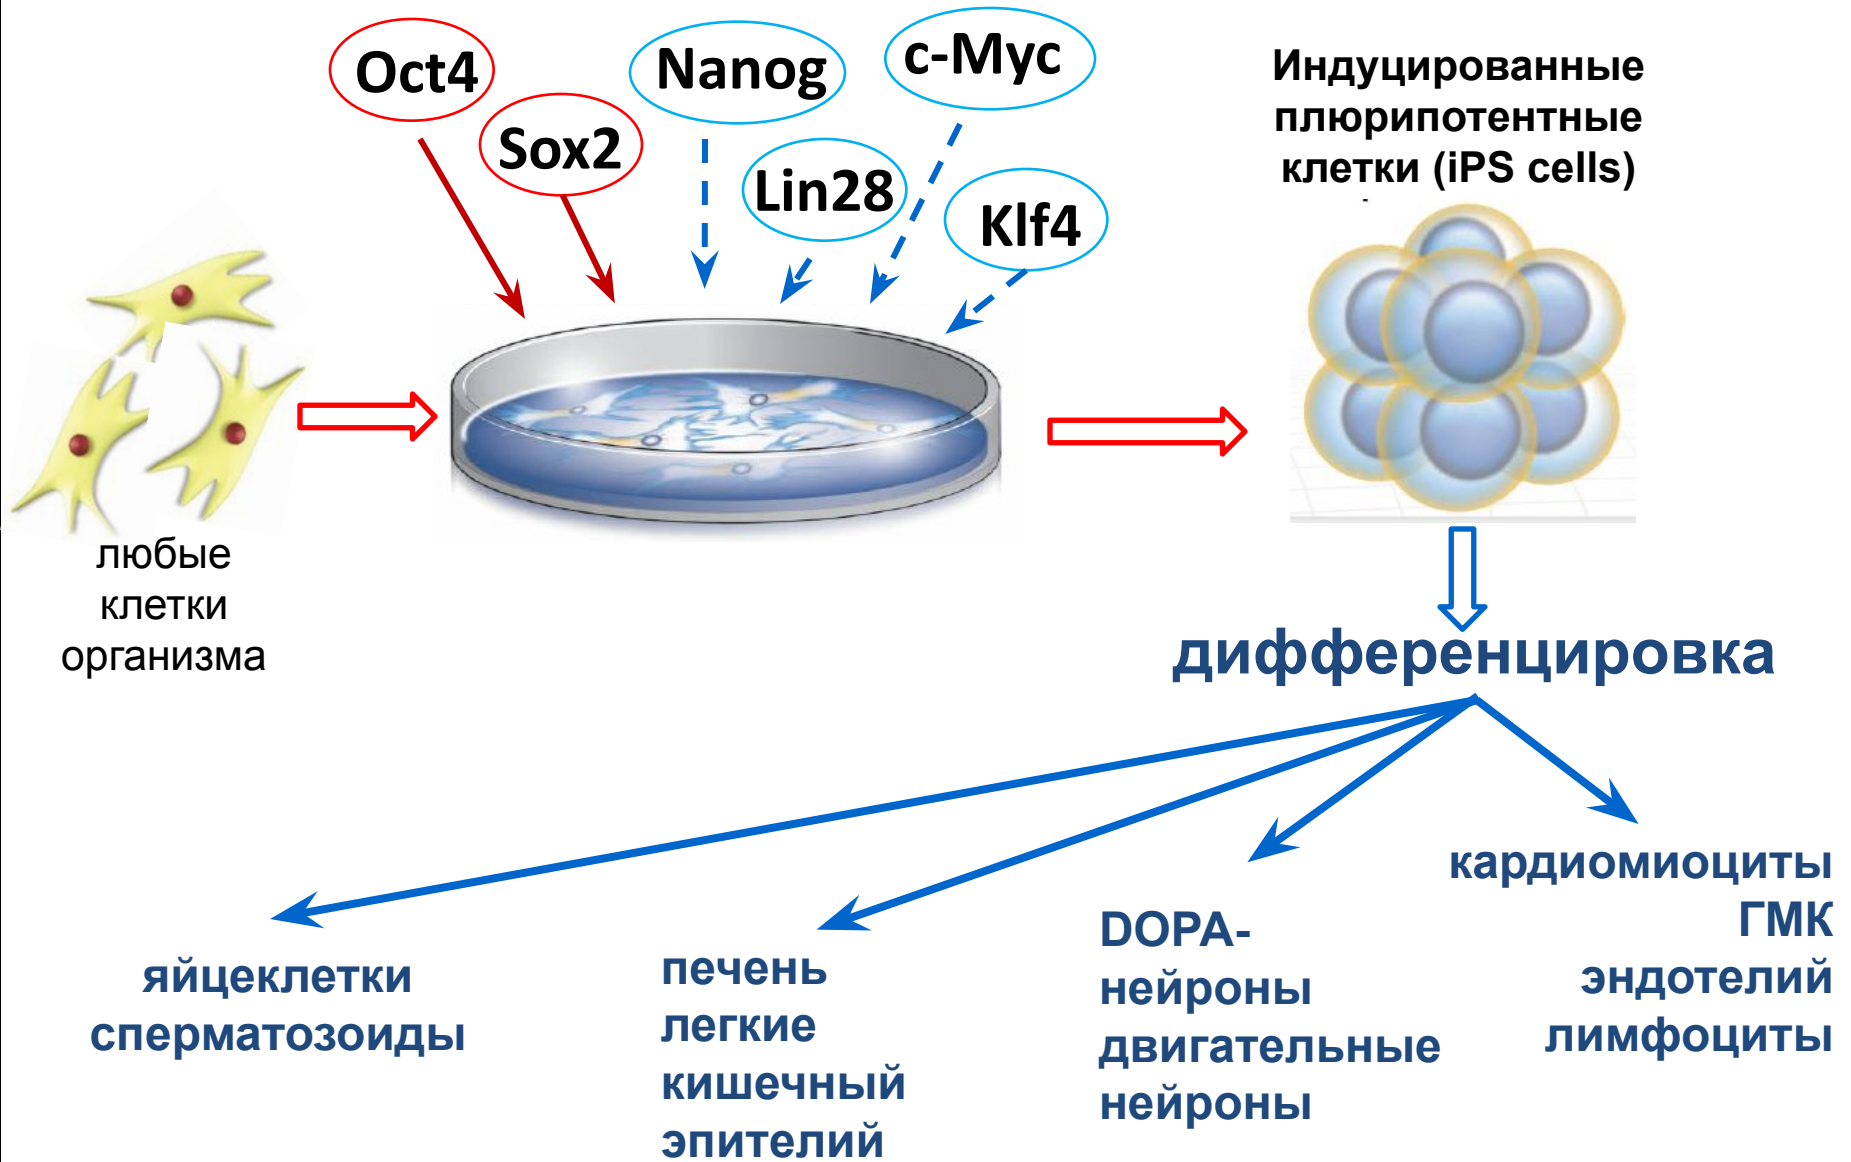 Oct4
Sox2
Nanog
Lin28
c-Myc
Klf4
Индуцированные
плюрипотентные
клетки (iPS cells)
любые
клетки
организма
дифференцировка
яйцеклетки
сперматозоиды
печень
легкие
кишечный
эпителий
DOPA-
нейроны
двигательные
нейроны
кардиомиоциты
ГМК
эндотелий
лимфоциты